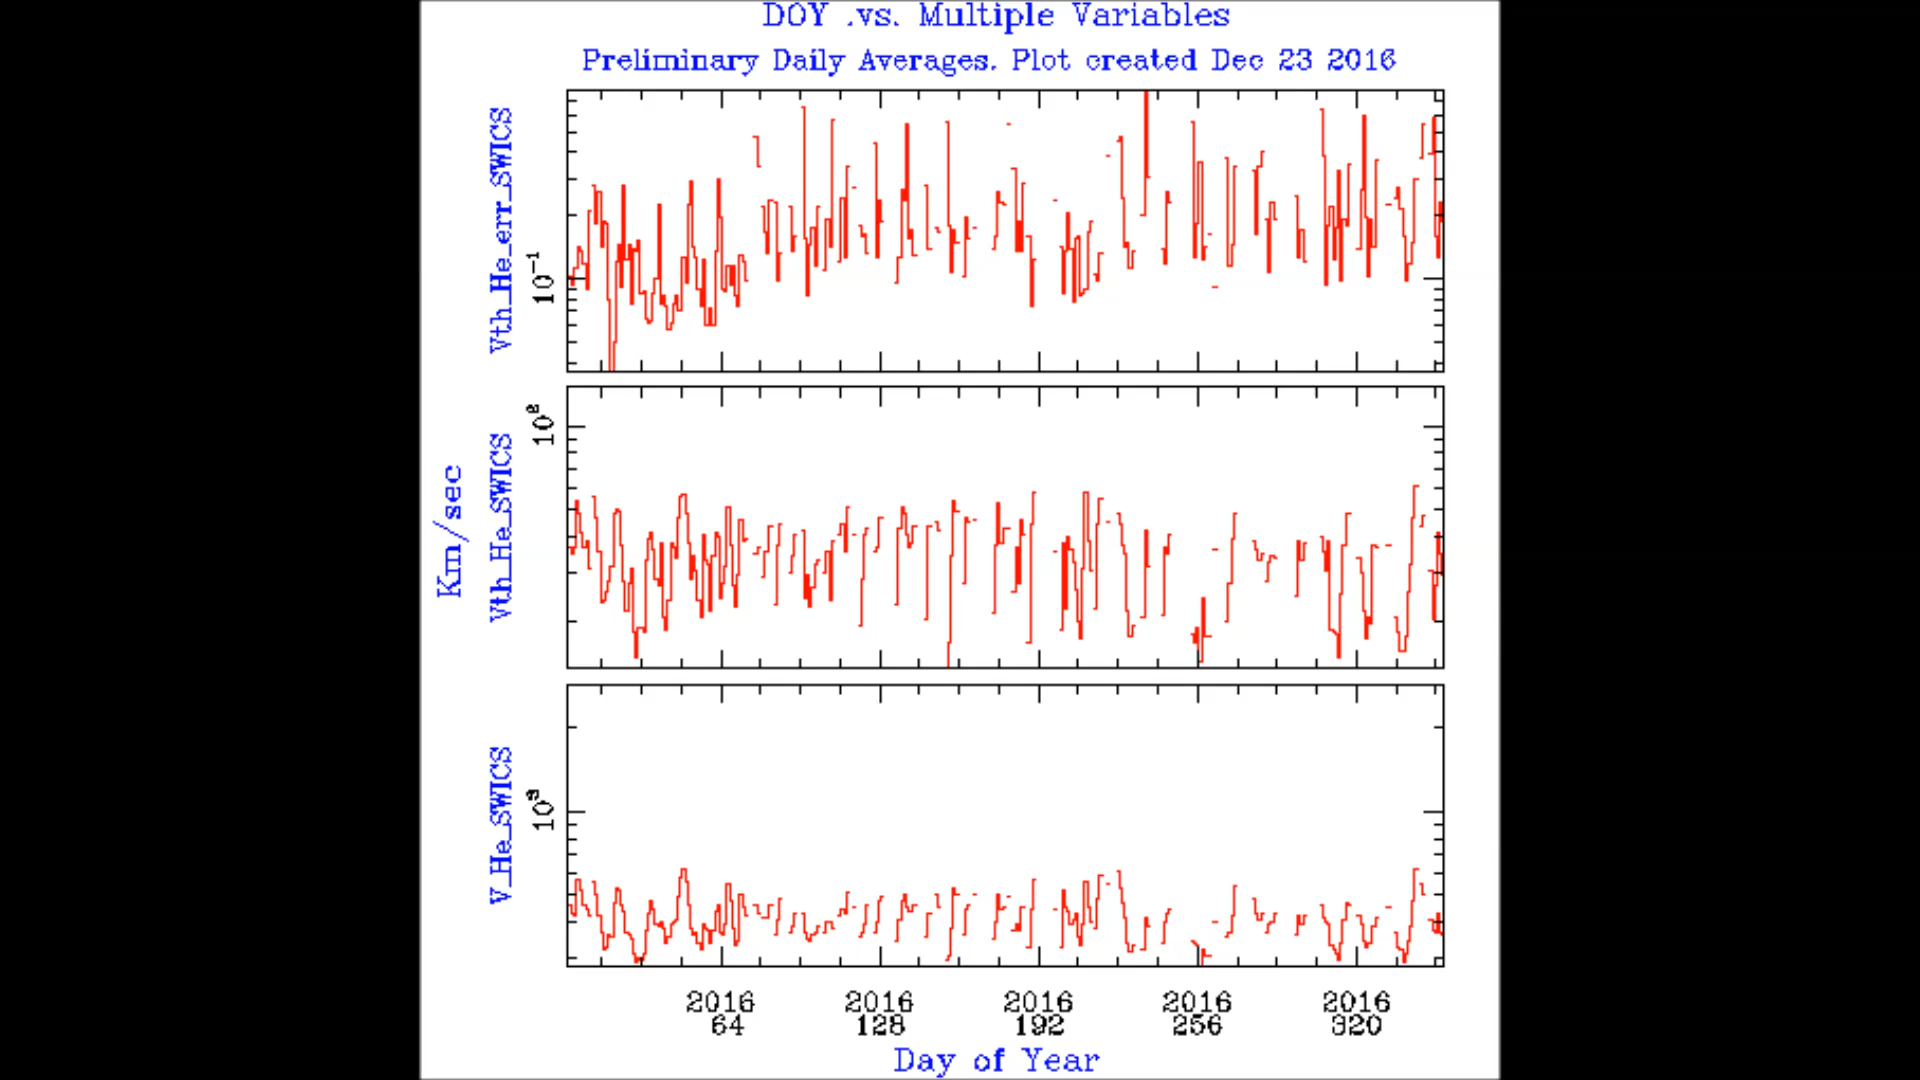 DOY .vs. Multiple Variables
Preliminary Daily Averages. Plot created Dec 23 2016
Vth_He_err_SWICS
10⁻¹
Km/sec
Vth_He_SWICS
10²
V_He_SWICS
10³
2016 2016 2016 2016 2016
64 128 192 256 320
Day of Year